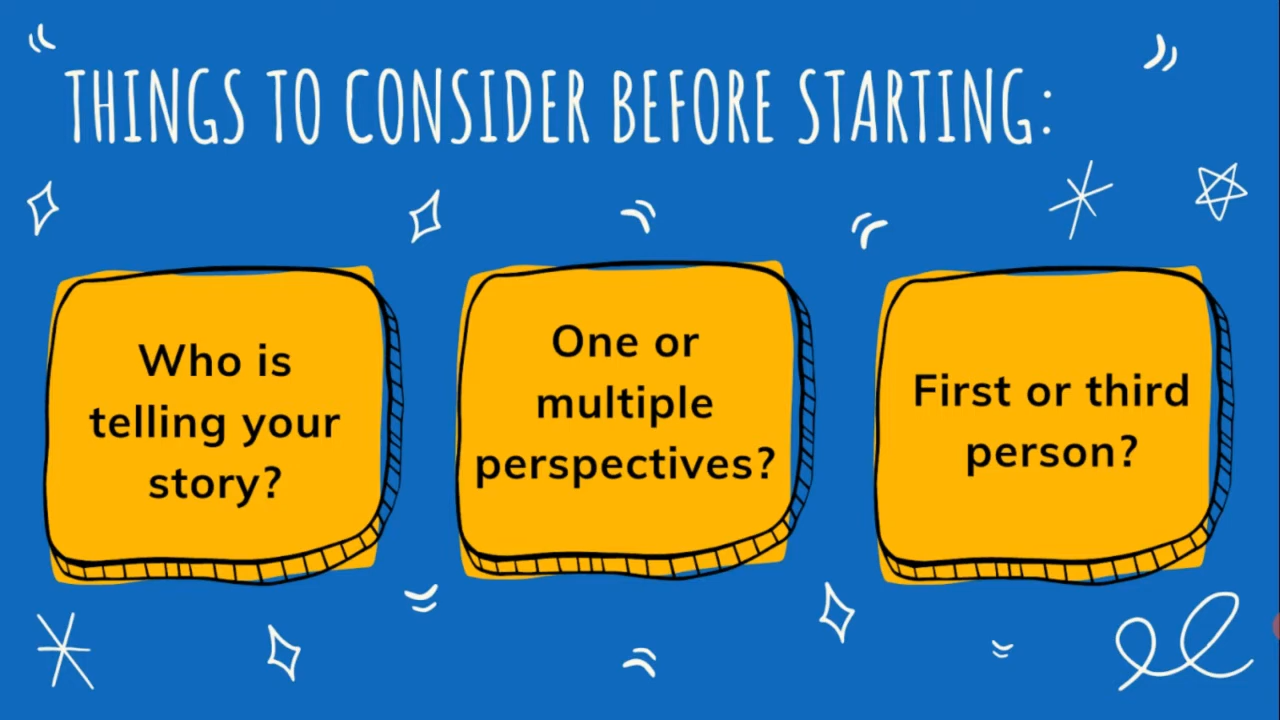 THINGS TO CONSIDER BEFORE STARTING:
Who is
telling your
story?
One or
multiple
perspectives?
First or third
person?